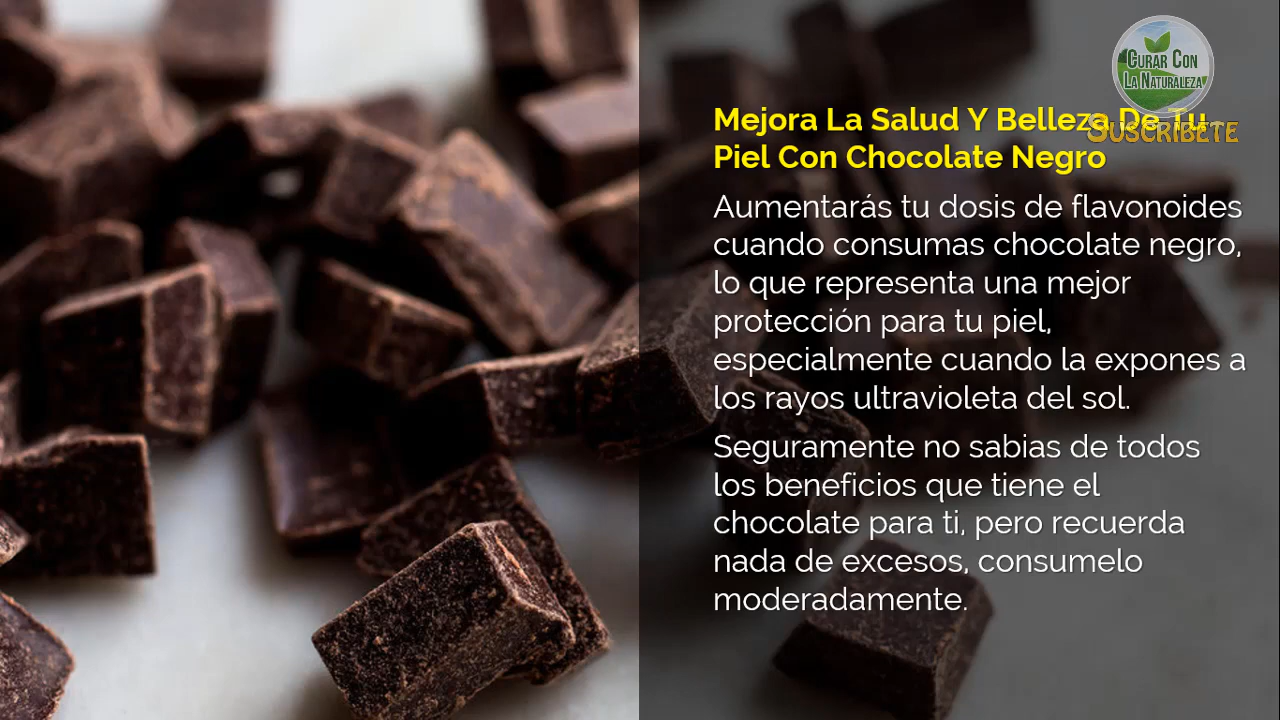 CURAR CON
LA NATURALEZA
SUSCRIBETE
Mejora La Salud Y Belleza De Tu
Piel Con Chocolate Negro
Aumentarás tu dosis de flavonoides
cuando consumas chocolate negro,
lo que representa una mejor
protección para tu piel,
especialmente cuando la expones a
los rayos ultravioleta del sol.
Seguramente no sabias de todos
los beneficios que tiene el
chocolate para ti, pero recuerda
nada de excesos, consumelo
moderadamente.